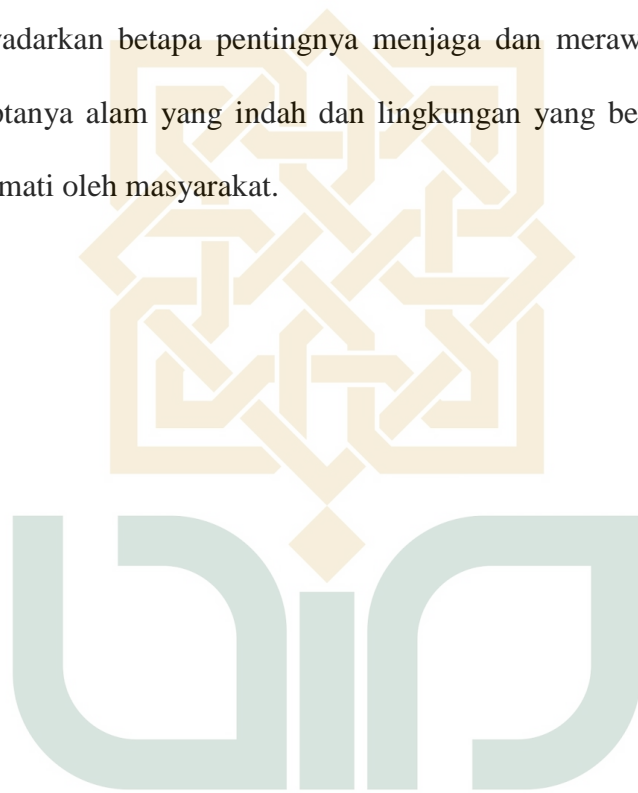 yadarkan betapa pentingnya menjaga dan meraw
ptanya alam yang indah dan lingkungan yang be
mati oleh masyarakat.